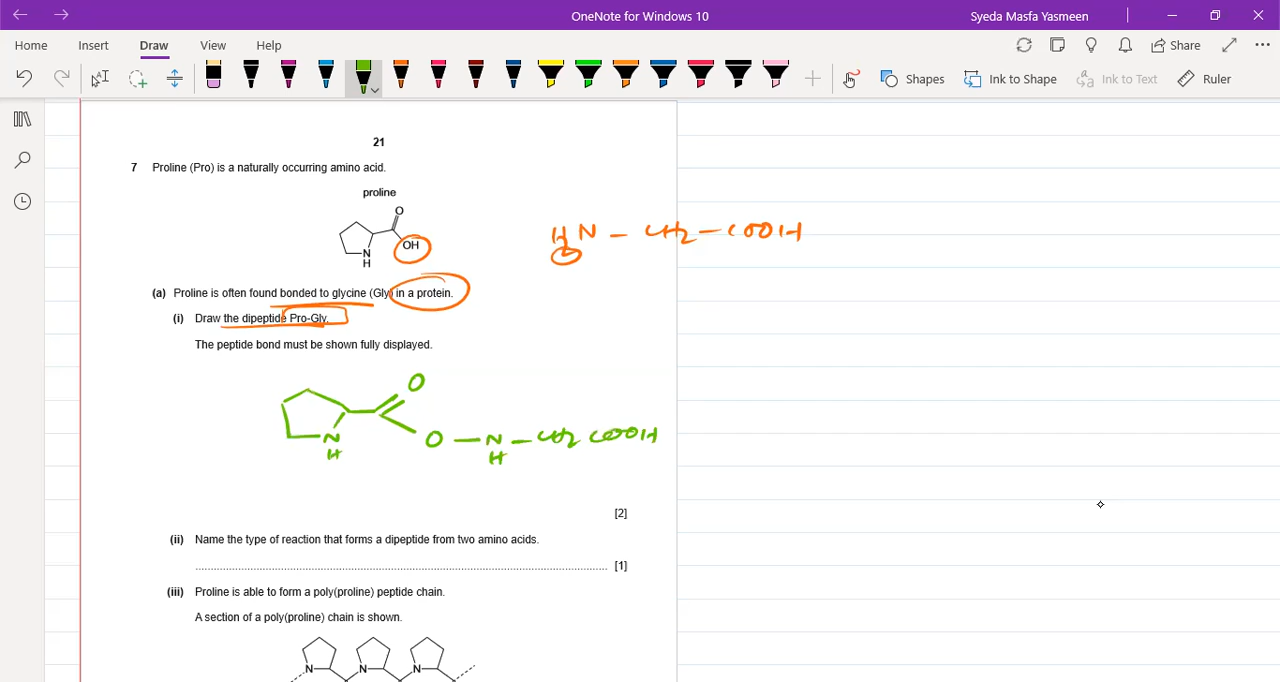 OneNote for Windows 10
Syeda Masfa Yasmeen
Home Insert Draw View Help
Share
Shapes Ink to Shape Ink to Text Ruler
21
7 Proline (Pro) is a naturally occurring amino acid.
proline
O
OH
N
H
H2N – CH2 – COOH
(a) Proline is often found bonded to glycine (Gly) in a protein.
(i) Draw the dipeptide Pro-Gly.
The peptide bond must be shown fully displayed.
O
N
H
O – N – CH2 COOH
H
[2]
(ii) Name the type of reaction that forms a dipeptide from two amino acids.
.......................................................................................................... [1]
(iii) Proline is able to form a poly(proline) peptide chain.
A section of a poly(proline) chain is shown.
N N N